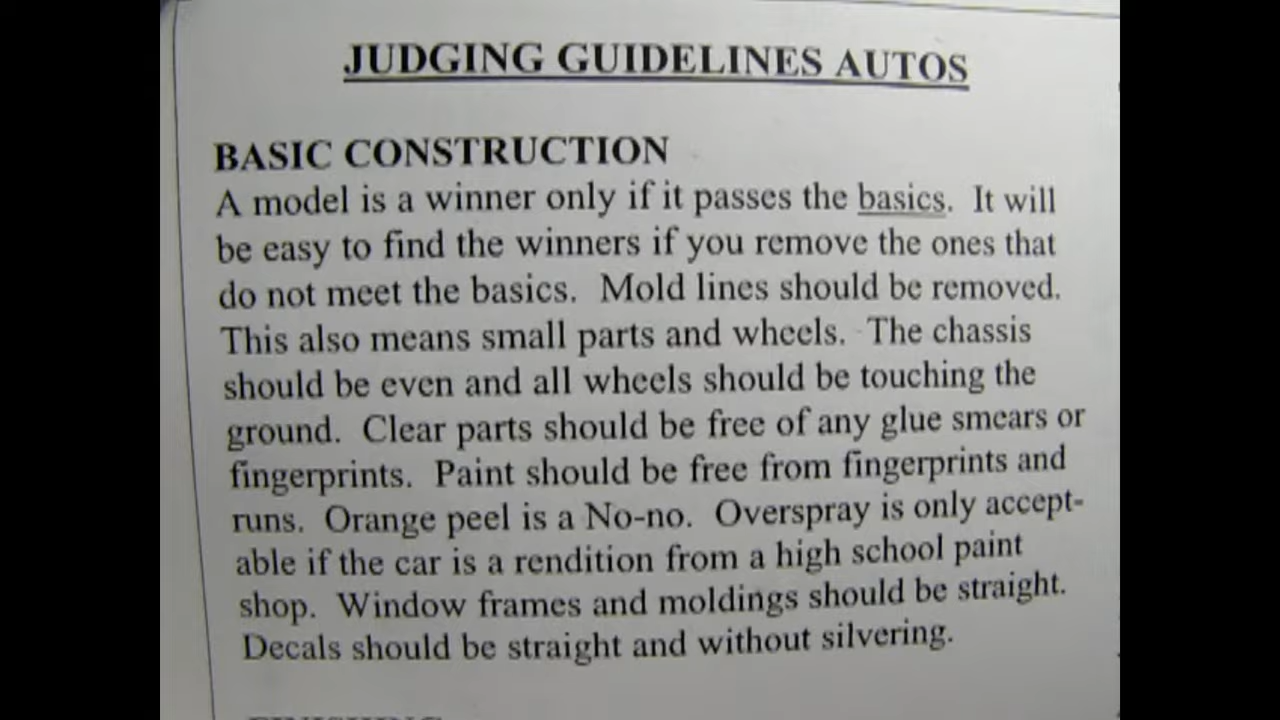 JUDGING GUIDELINES AUTOS
BASIC CONSTRUCTION
A model is a winner only if it passes the basics. It will
be easy to find the winners if you remove the ones that
do not meet the basics. Mold lines should be removed.
This also means small parts and wheels. The chassis
should be even and all wheels should be touching the
ground. Clear parts should be free of any glue smears or
fingerprints. Paint should be free from fingerprints and
runs. Orange peel is a No-no. Overspray is only accept-
able if the car is a rendition from a high school paint
shop. Window frames and moldings should be straight.
Decals should be straight and without silvering.